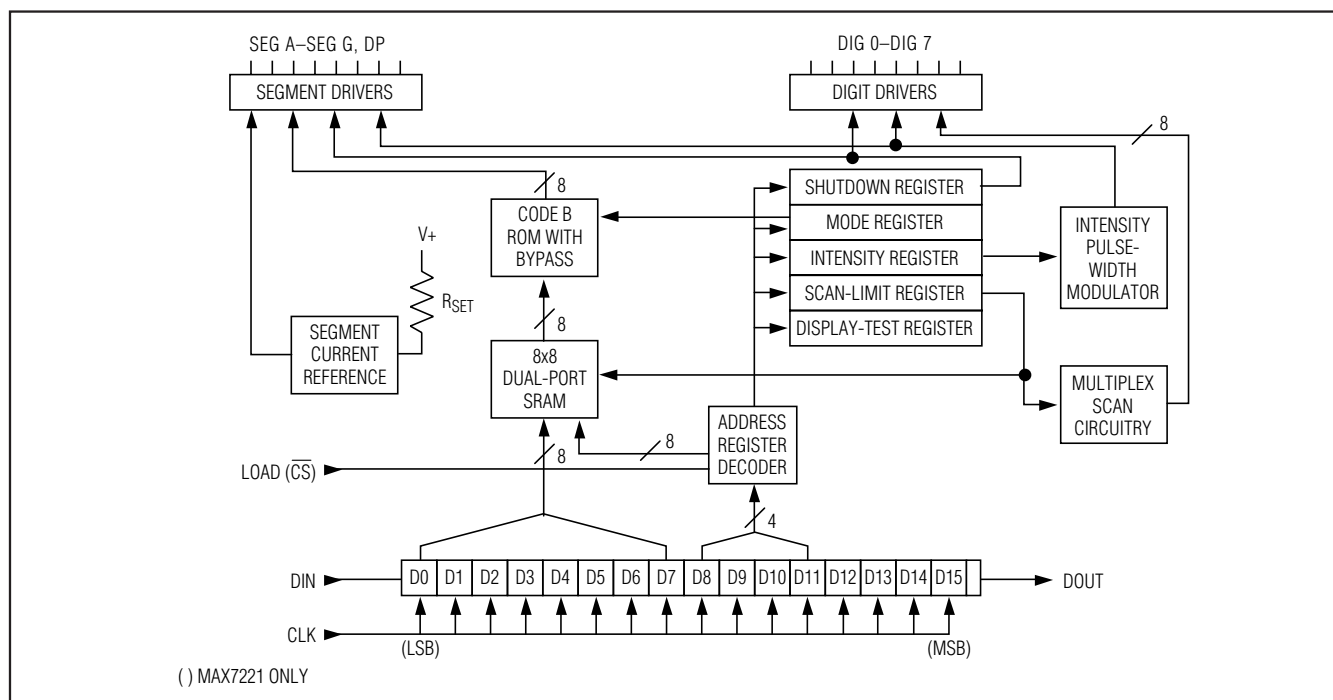 SEG A–SEG G, DP
DIG 0–DIG 7
SEGMENT DRIVERS
DIGIT DRIVERS
8
8
CODE B
ROM WITH
BYPASS
SHUTDOWN REGISTER
MODE REGISTER
INTENSITY REGISTER
SCAN-LIMIT REGISTER
DISPLAY-TEST REGISTER
INTENSITY
PULSE-
WIDTH
MODULATOR
V+
RSET
SEGMENT
CURRENT
REFERENCE
8
8x8
DUAL-PORT
SRAM
MULTIPLEX
SCAN
CIRCUITRY
ADDRESS
REGISTER
DECODER
8
8
LOAD (CS)
4
DIN
D0 D1 D2 D3 D4 D5 D6 D7 D8 D9 D10 D11 D12 D13 D14 D15
DOUT
CLK
(LSB)
(MSB)
( ) MAX7221 ONLY